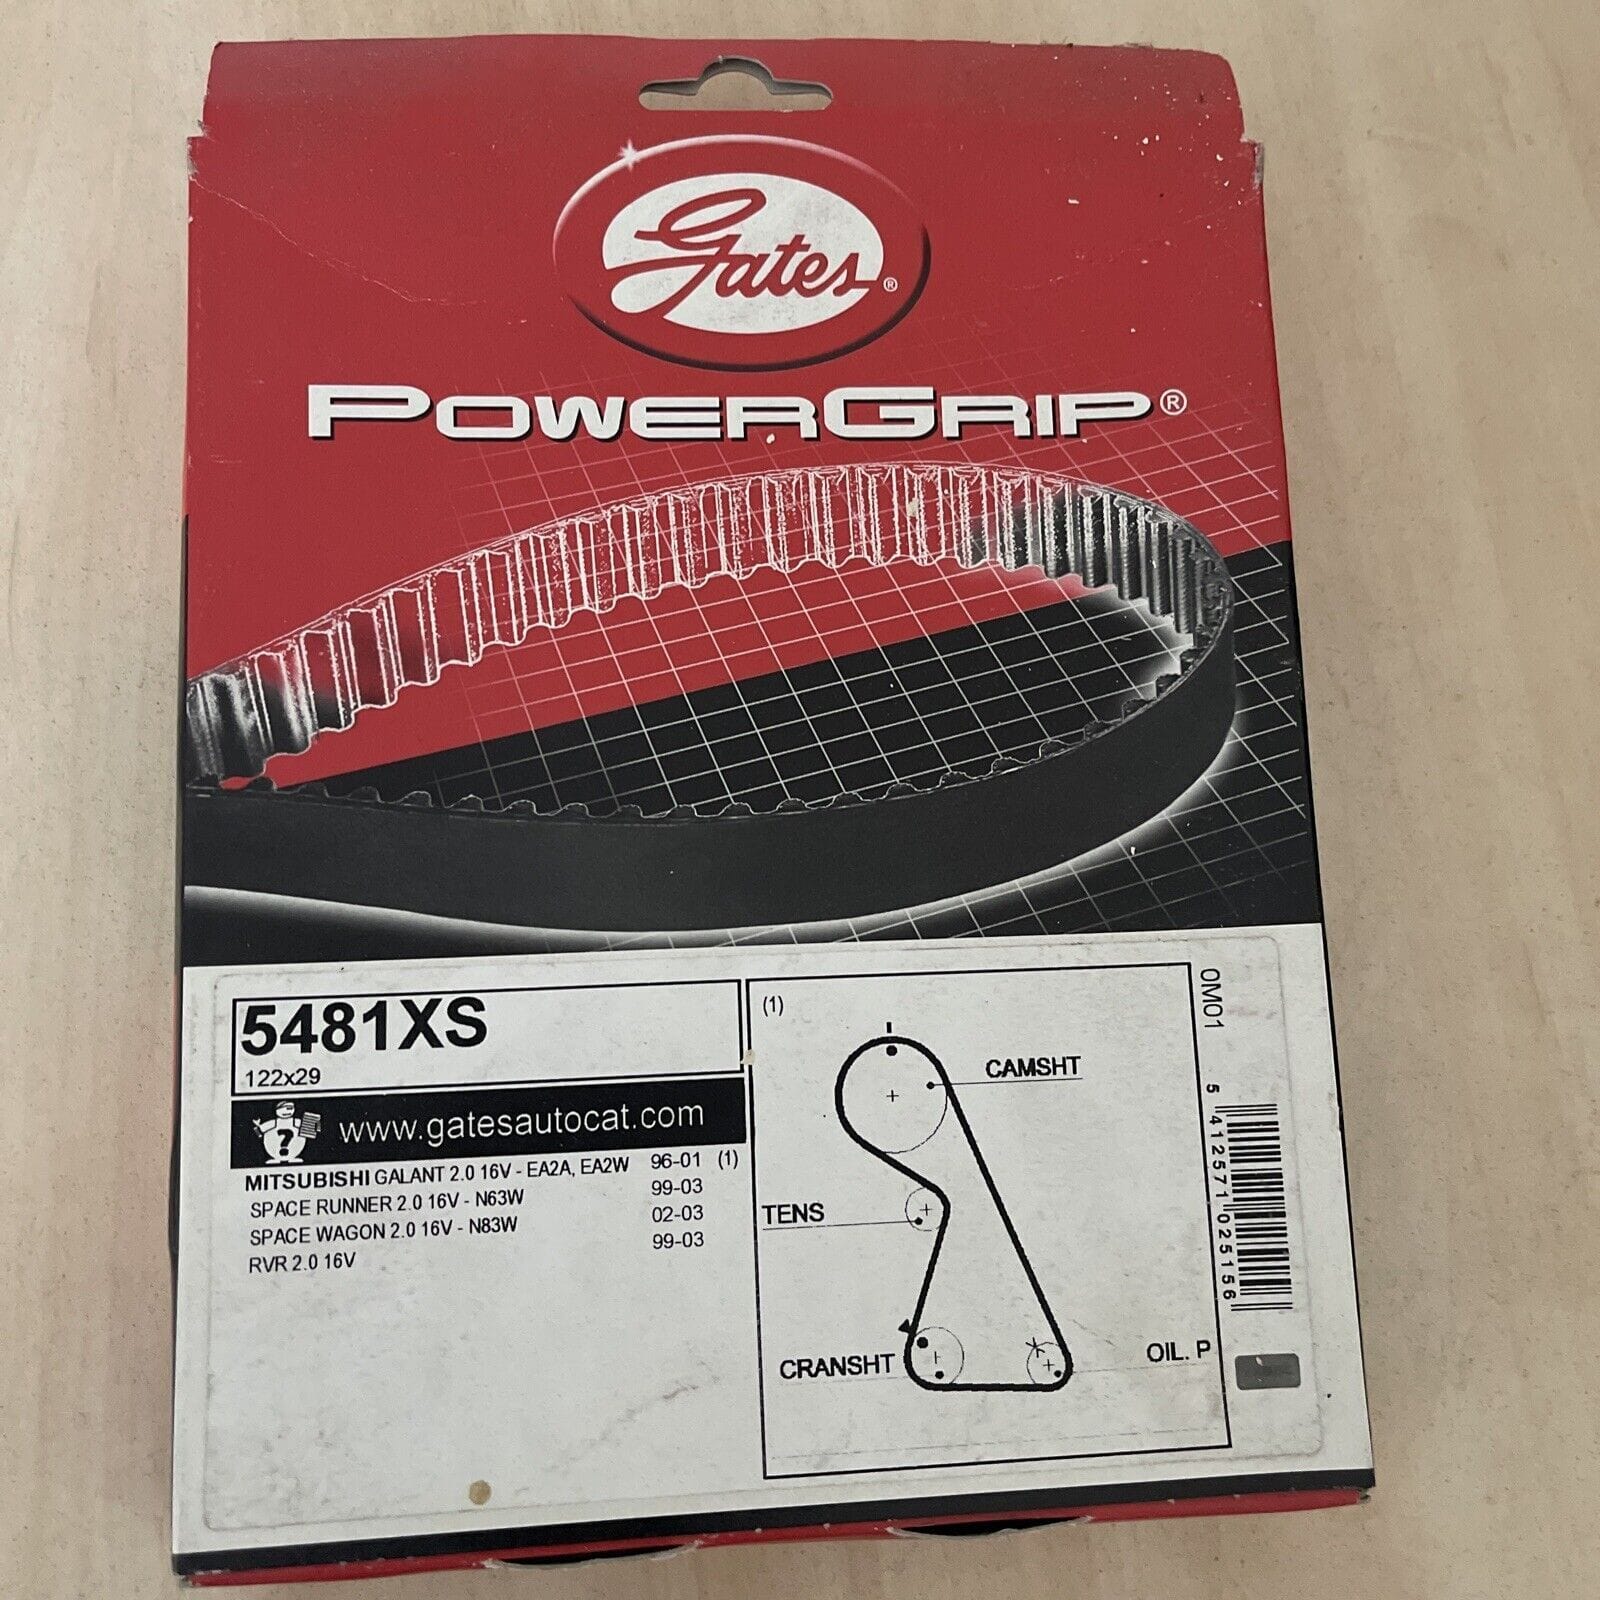 Gates®
POWERGRIP®
5481XS
122x29
?
www.gatesautocat.com
MITSUBISHI GALANT 2.0 16V - EA2A, EA2W 96-01 (1)
SPACE RUNNER 2.0 16V - N63W 99-03
SPACE WAGON 2.0 16V - N83W 02-03
RVR 2.0 16V 99-03
(1)
CAMSHT
TENS
CRANSHT
OIL. P
0M01
5 412571 025156